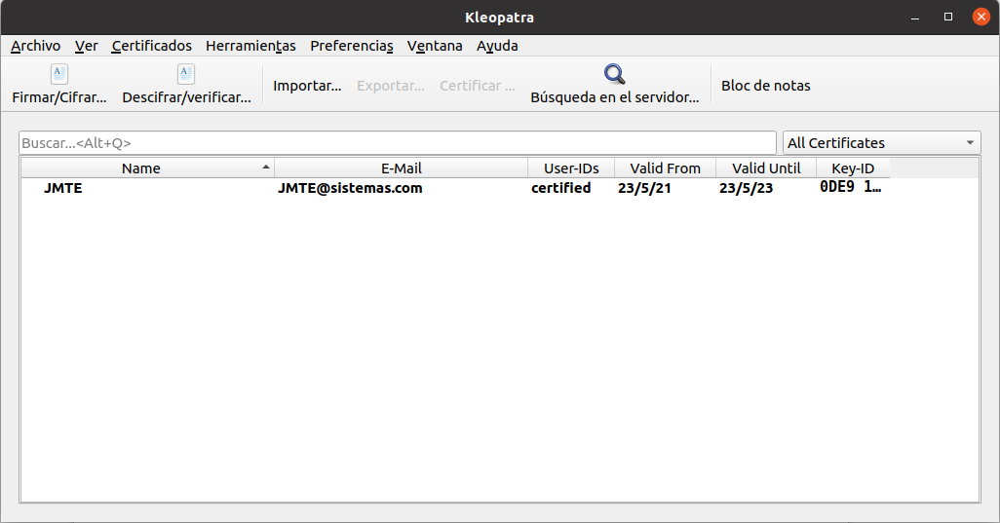 Kleopatra
Archivo Ver Certificados Herramientas Preferencias Ventana Ayuda
Firmar/Cifrar... Descifrar/verificar... Importar... Exportar... Certificar ... Búsqueda en el servidor... Bloc de notas
Buscar...<Alt+Q> All Certificates
Name E-Mail User-IDs Valid From Valid Until Key-ID
JMTE JMTE@sistemas.com certified 23/5/21 23/5/23 0DE9 1...